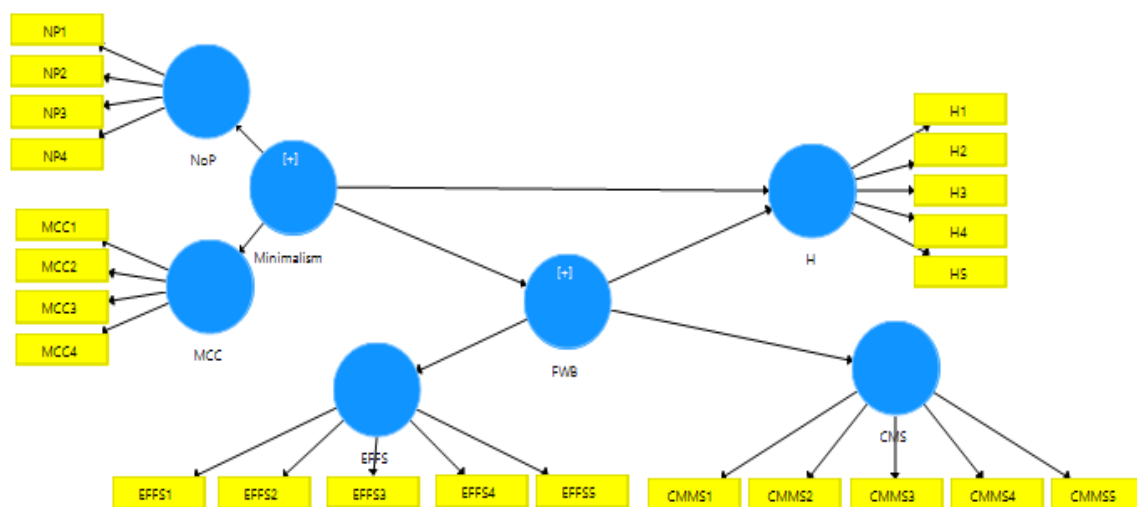 NP1
NP2
NP3
NP4
NoP
[+]
Minimalism
MCC1
MCC2
MCC3
MCC4
MCC
H1
H2
H3
H4
H5
H
[+]
FWB
EFFS
CMS
EFFS1
EFFS2
EFFS3
EFFS4
EFFS5
CMMS1
CMMS2
CMMS3
CMMS4
CMMS5